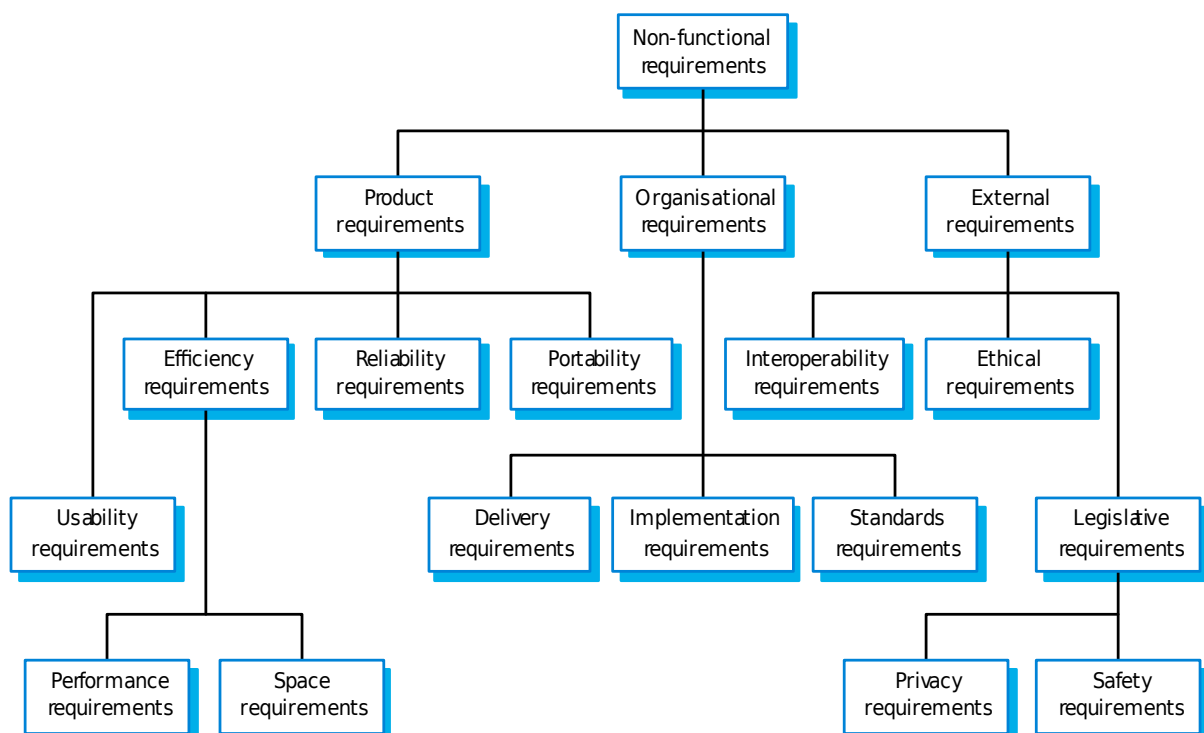 Non-functional
requirements
Product
requirements
Organisational
requirements
External
requirements
Efficiency
requirements
Reliability
requirements
Portability
requirements
Interoperability
requirements
Ethical
requirements
Usability
requirements
Delivery
requirements
Implementation
requirements
Standards
requirements
Legislative
requirements
Performance
requirements
Space
requirements
Privacy
requirements
Safety
requirements